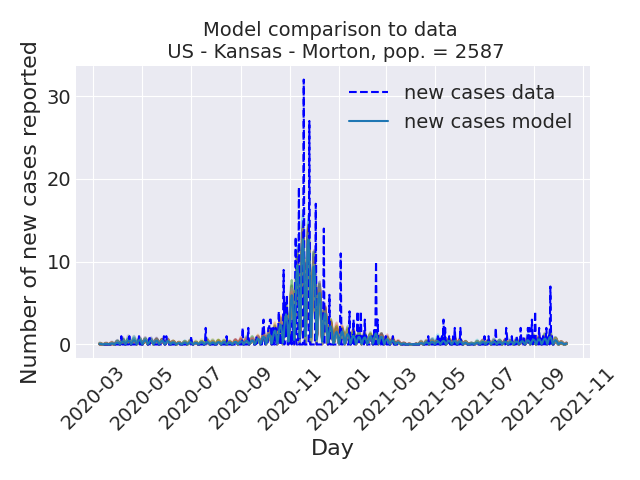 Model comparison to data
US - Kansas - Morton, pop. = 2587
Number of new cases reported
30
20
10
0
new cases data
new cases model
2020-03
2020-05
2020-07
2020-09
2020-11
2021-01
2021-03
2021-05
2021-07
2021-09
2021-11
Day